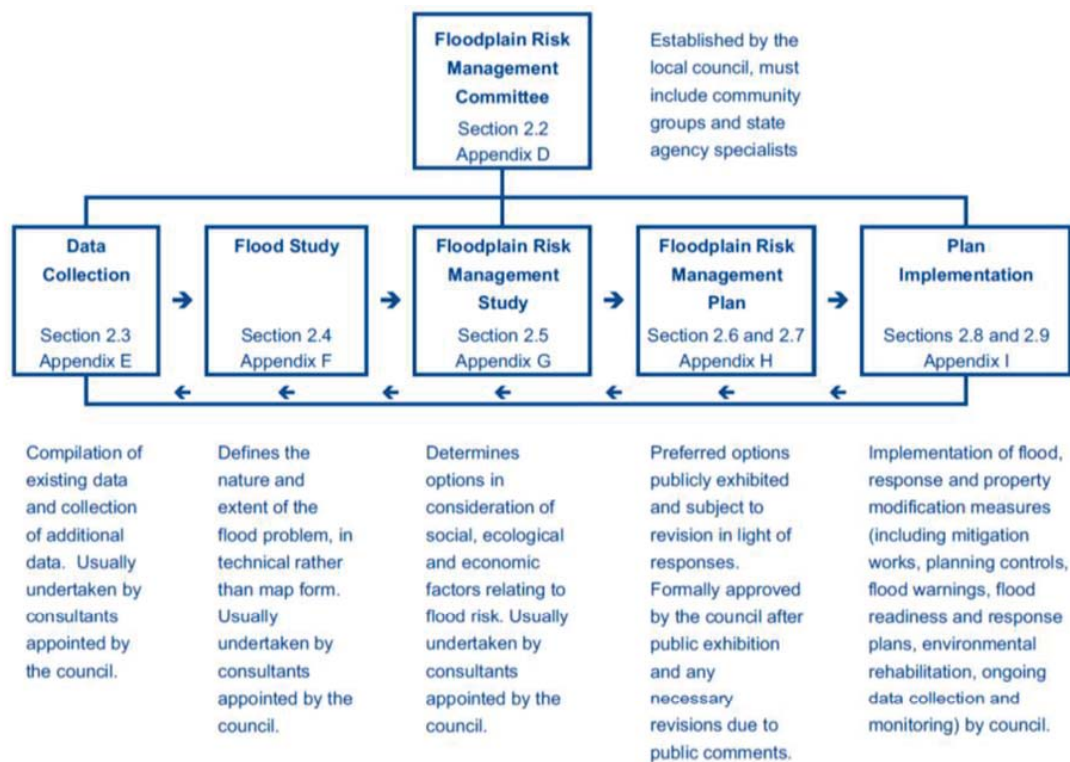 Floodplain Risk
Management
Committee
Section 2.2
Appendix D
Established by the
local council, must
include community
groups and state
agency specialists
Data
Collection
Section 2.3
Appendix E
Flood Study
Section 2.4
Appendix F
Floodplain Risk
Management
Study
Section 2.5
Appendix G
Floodplain Risk
Management
Plan
Section 2.6 and 2.7
Appendix H
Plan
Implementation
Sections 2.8 and 2.9
Appendix I
Compilation of
existing data
and collection
of additional
data. Usually
undertaken by
consultants
appointed by
the council.
Defines the
nature and
extent of the
flood problem, in
technical rather
than map form.
Usually
undertaken by
consultants
appointed by the
council.
Determines
options in
consideration of
social, ecological
and economic
factors relating to
flood risk. Usually
undertaken by
consultants
appointed by the
council.
Preferred options
publicly exhibited
and subject to
revision in light of
responses.
Formally approved
by the council after
public exhibition
and any
necessary
revisions due to
public comments.
Implementation of flood,
response and property
modification measures
(including mitigation
works, planning controls,
flood warnings, flood
readiness and response
plans, environmental
rehabilitation, ongoing
data collection and
monitoring) by council.